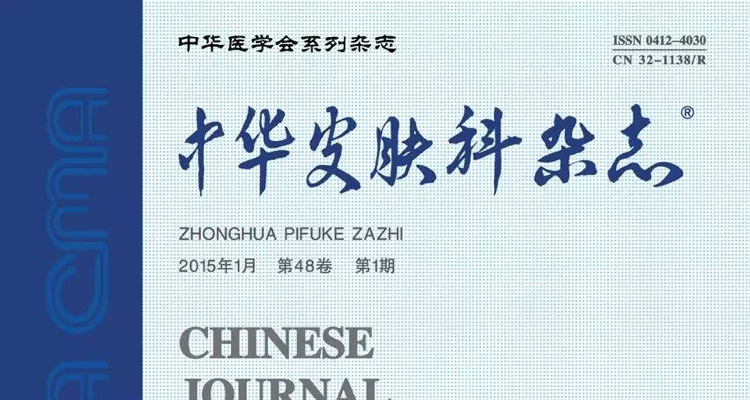 中华医学会系列杂志
ISSN 0412-4030
CN 32-1138/R
中华皮肤科杂志®
ZHONGHUA PIFUKE ZAZHI
2015年1月 第48卷 第1期
CHINESE
JOURNAL
CMA